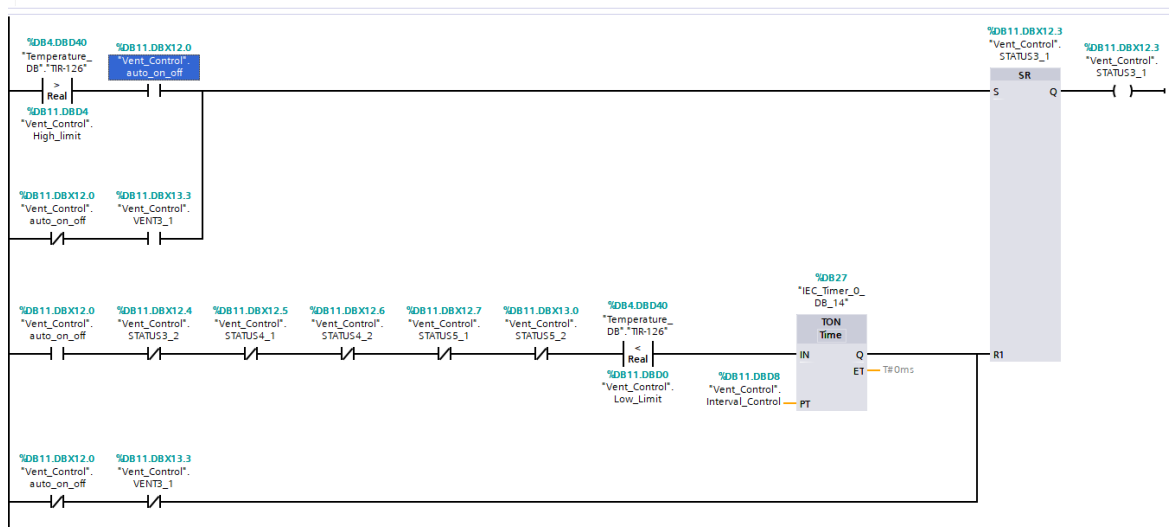 %DB11.DBX12.3
"Vent_Control".
STATUS3_1
%DB11.DBX12.3
"Vent_Control".
STATUS3_1
%DB4.DBD40
"Temperature_
DB"."TIR-126"
%DB11.DBX12.0
"Vent_Control".
auto_on_off
SR
>
Real
S
Q
%DB11.DBD4
"Vent_Control".
High_limit
%DB11.DBX12.0
"Vent_Control".
auto_on_off
%DB11.DBX13.3
"Vent_Control".
VENT3_1
%DB27
"IEC_Timer_0_
DB_14"
%DB11.DBX12.0
"Vent_Control".
auto_on_off
%DB11.DBX12.4
"Vent_Control".
STATUS3_2
%DB11.DBX12.5
"Vent_Control".
STATUS4_1
%DB11.DBX12.6
"Vent_Control".
STATUS4_2
%DB11.DBX12.7
"Vent_Control".
STATUS5_1
%DB11.DBX13.0
"Vent_Control".
STATUS5_2
%DB4.DBD40
"Temperature_
DB"."TIR-126"
<
Real
%DB11.DBD0
"Vent_Control".
Low_Limit
TON
Time
IN
Q
ET
T#0ms
%DB11.DBD8
"Vent_Control".
Interval_Control
PT
R1
%DB11.DBX12.0
"Vent_Control".
auto_on_off
%DB11.DBX13.3
"Vent_Control".
VENT3_1